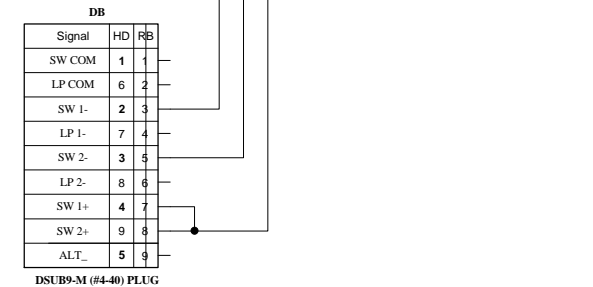 DB
Signal HD RB
SW COM 1 1
LP COM 6 2
SW 1- 2 3
LP 1- 7 4
SW 2- 3 5
LP 2- 8 6
SW 1+ 4 7
SW 2+ 9 8
ALT_ 5 9
DSUB9-M (#4-40) PLUG